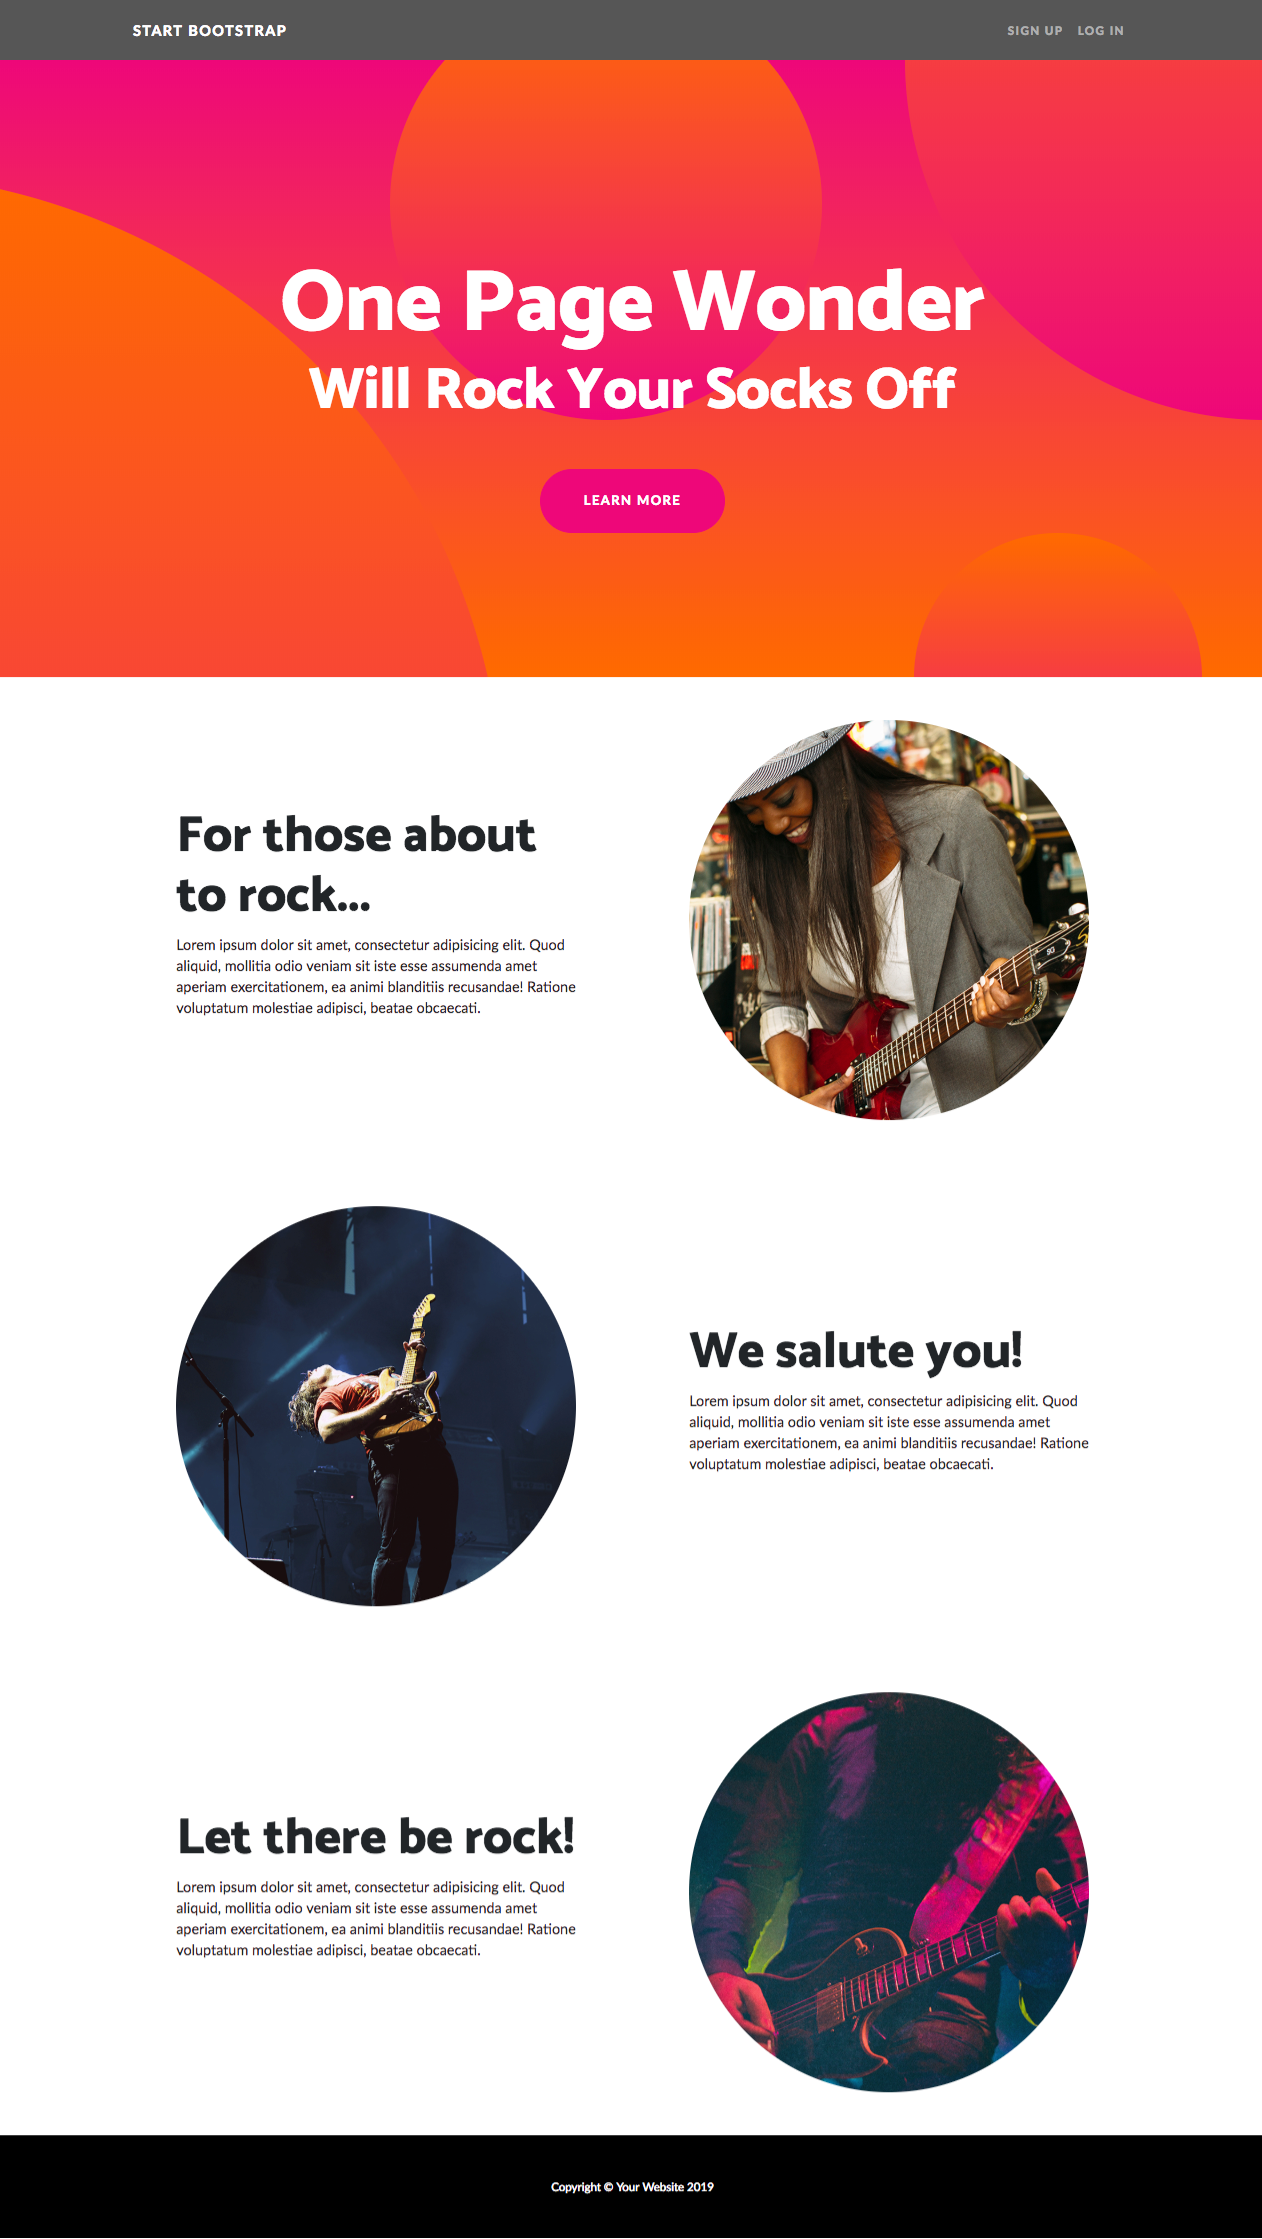 START BOOTSTRAP
SIGN UP LOG IN
One Page Wonder
Will Rock Your Socks Off
LEARN MORE
For those about
to rock...
Lorem ipsum dolor sit amet, consectetur adipisicing elit. Quod
aliquid, mollitia odio veniam sit iste esse assumenda amet
aperiam exercitationem, ea animi blanditiis recusandae! Ratione
voluptatum molestiae adipisci, beatae obcaecati.
We salute you!
Lorem ipsum dolor sit amet, consectetur adipisicing elit. Quod
aliquid, mollitia odio veniam sit iste esse assumenda amet
aperiam exercitationem, ea animi blanditiis recusandae! Ratione
voluptatum molestiae adipisci, beatae obcaecati.
Let there be rock!
Lorem ipsum dolor sit amet, consectetur adipisicing elit. Quod
aliquid, mollitia odio veniam sit iste esse assumenda amet
aperiam exercitationem, ea animi blanditiis recusandae! Ratione
voluptatum molestiae adipisci, beatae obcaecati.
Copyright © Your Website 2019